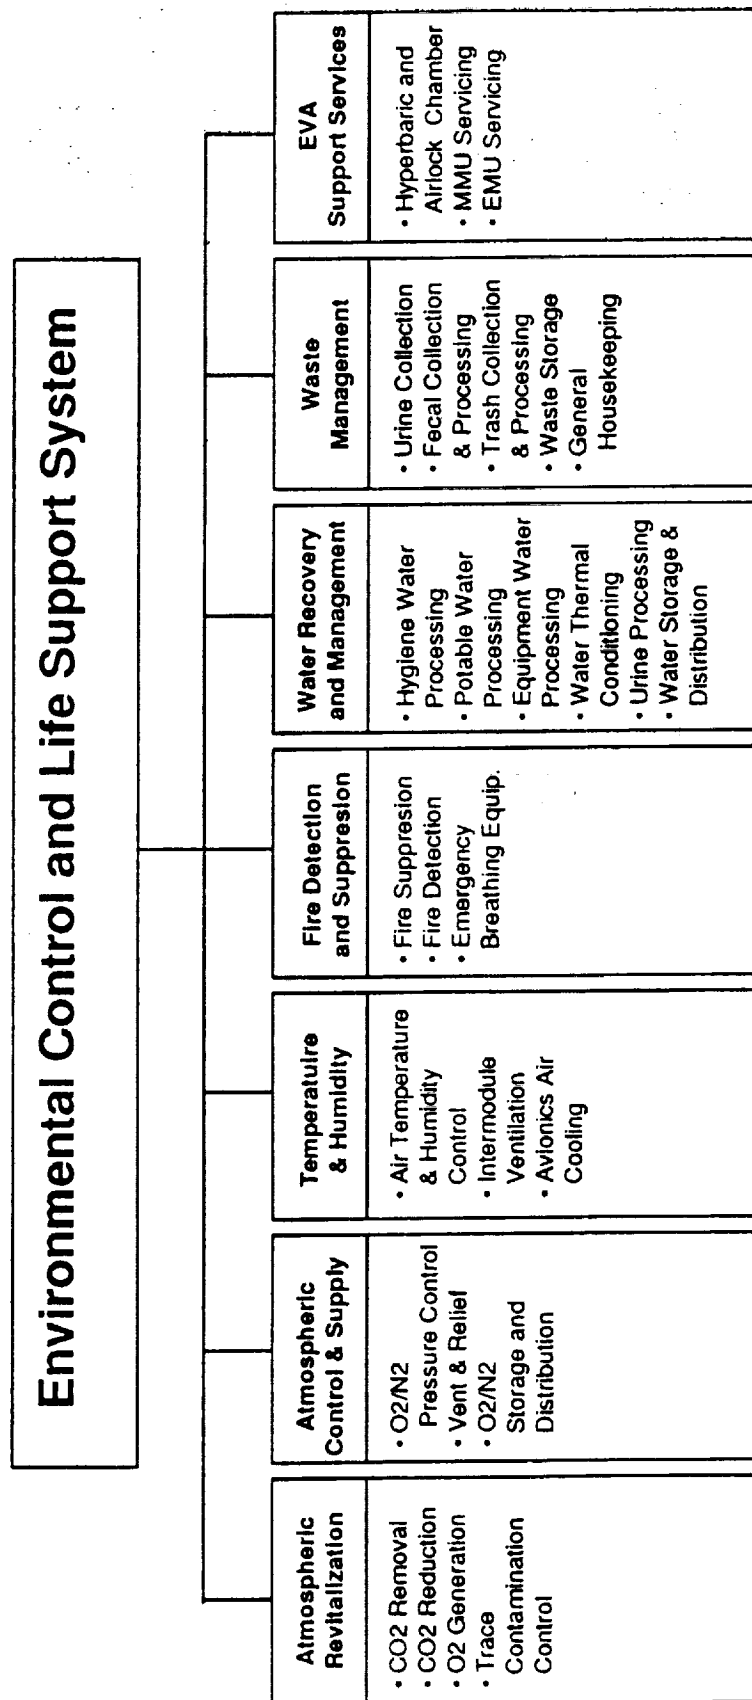 Environmental Control and Life Support System
Atmospheric
Revitalization
• CO2 Removal
• CO2 Reduction
• O2 Generation
• Trace
Contamination
Control
Atmospheric
Control & Supply
• O2/N2
Pressure Control
• Vent & Relief
• O2/N2
Storage and
Distribution
Temperatuire
& Humidity
• Air Temperature
& Humidity
Control
• Intermodule
Ventilation
• Avionics Air
Cooling
Fire Detection
and Suppresion
• Fire Suppresion
• Fire Detection
• Emergency
Breathing Equip.
Water Recovery
and Management
• Hygiene Water
Processing
• Potable Water
Processing
• Equipment Water
Processing
• Water Thermal
Conditioning
• Urine Processing
• Water Storage &
Distribution
Waste
Management
• Urine Collection
• Fecal Collection
& Processing
• Trash Collection
& Processing
• Waste Storage
• General
Housekeeping
EVA
Support Services
• Hyperbaric and
Airlock Chamber
• MMU Servicing
• EMU Servicing